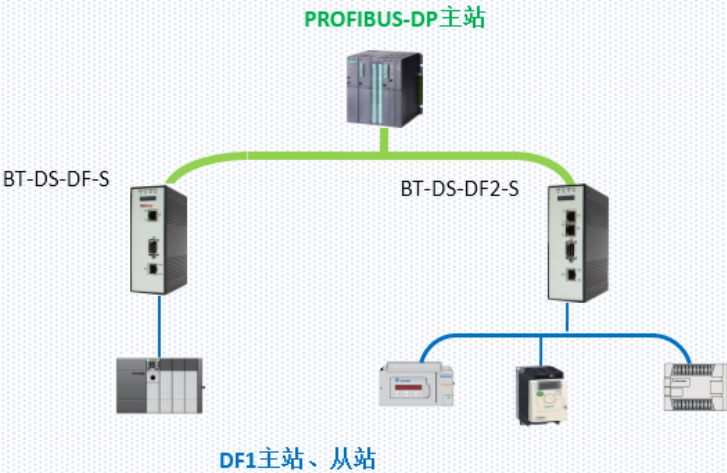 PROFIBUS-DP主站
BT-DS-DF-S
BT-DS-DF2-S
DF1主站、从站